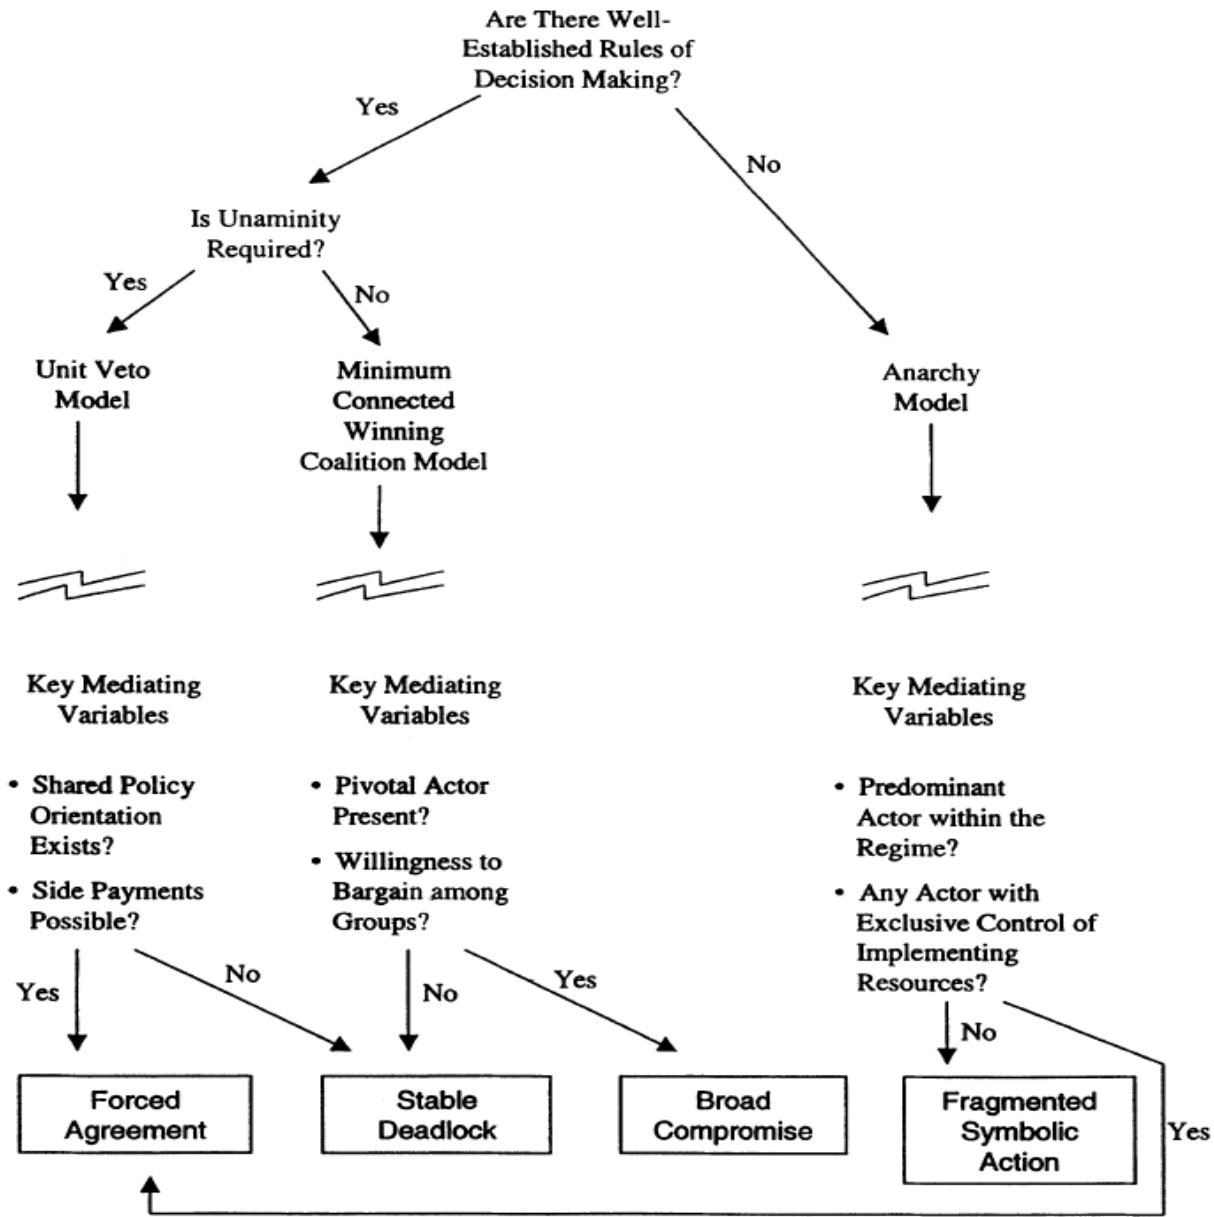 Are There Well-
Established Rules of
Decision Making?
Yes
No
Is Unaminity
Required?
Yes
No
Unit Veto
Model
Minimum
Connected
Winning
Coalition Model
Anarchy
Model
Key Mediating
Variables
• Shared Policy
Orientation
Exists?
• Side Payments
Possible?
Key Mediating
Variables
• Pivotal Actor
Present?
• Willingness to
Bargain among
Groups?
Key Mediating
Variables
• Predominant
Actor within the
Regime?
• Any Actor with
Exclusive Control of
Implementing
Resources?
Yes
No
No
Yes
No
Yes
Forced
Agreement
Stable
Deadlock
Broad
Compromise
Fragmented
Symbolic
Action